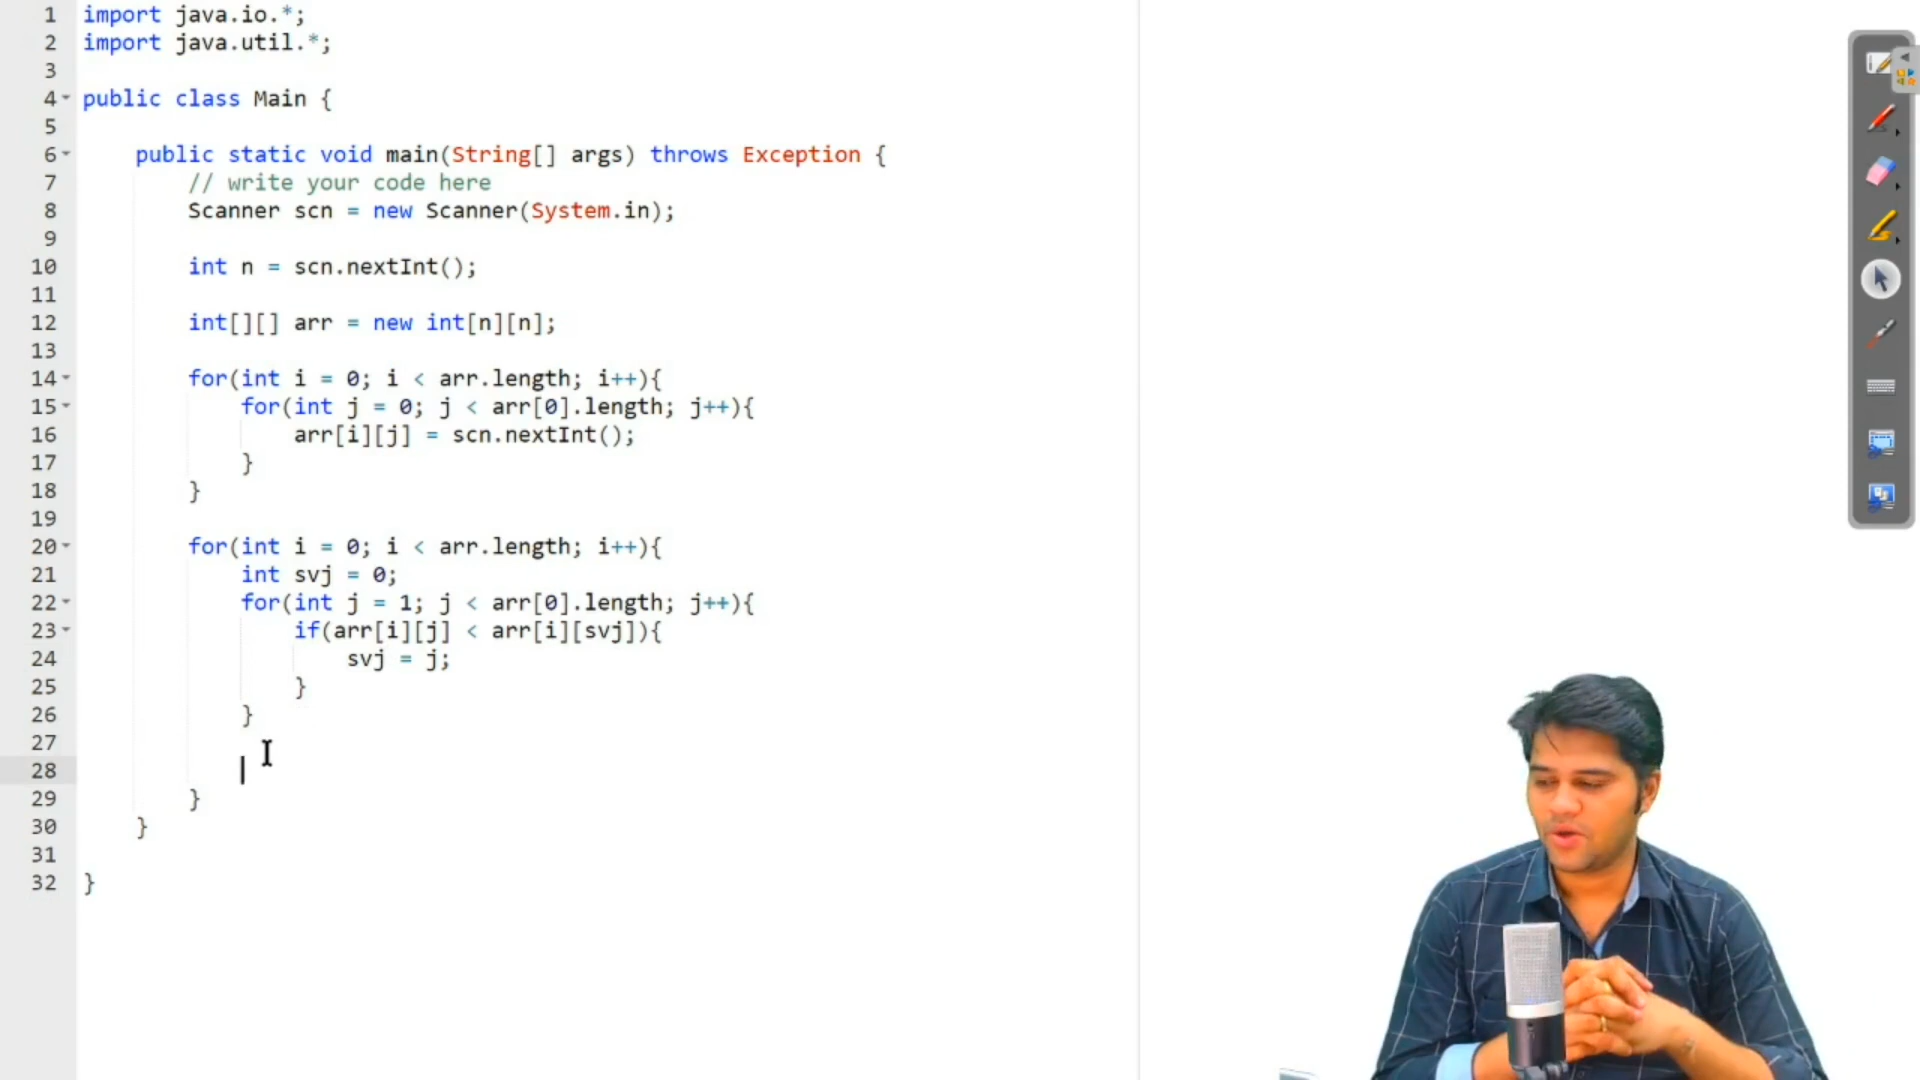 1 import java.io.*;
2 import java.util.*;
3
4 public class Main {
5
6 public static void main(String[] args) throws Exception {
7 // write your code here
8 Scanner scn = new Scanner(System.in);
9
10 int n = scn.nextInt();
11
12 int[][] arr = new int[n][n];
13
14 for(int i = 0; i < arr.length; i++){
15 for(int j = 0; j < arr[0].length; j++){
16 arr[i][j] = scn.nextInt();
17 }
18 }
19
20 for(int i = 0; i < arr.length; i++){
21 int svj = 0;
22 for(int j = 1; j < arr[0].length; j++){
23 if(arr[i][j] < arr[i][svj]){
24 svj = j;
25 }
26 }
27
28
29 }
30 }
31
32 }